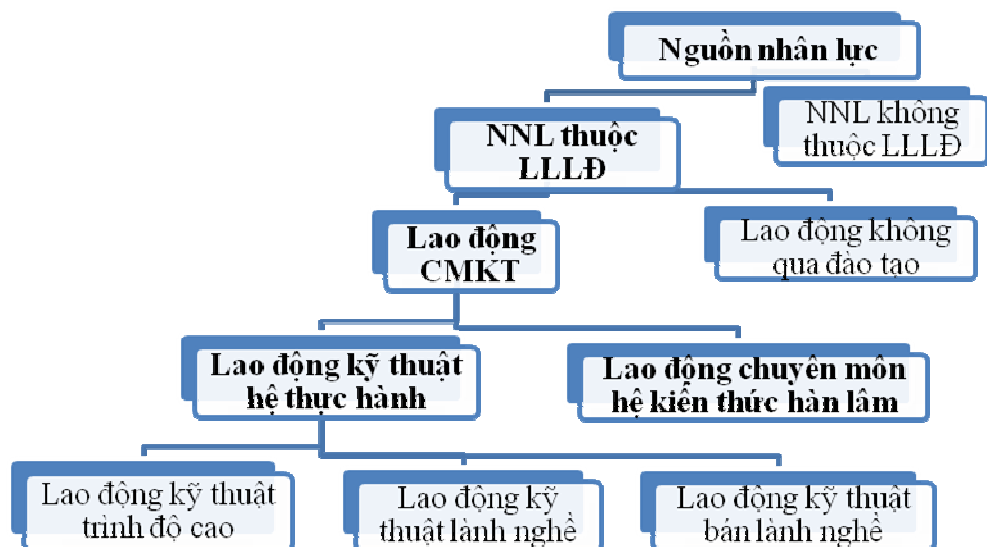 Nguồn nhân lực
NNL không
thuộc LLLĐ
NNL thuộc
LLLĐ
Lao động
CMKT
Lao động không
qua đào tạo
Lao động kỹ thuật
hệ thực hành
Lao động chuyên môn
hệ kiến thức hàn lâm
Lao động kỹ thuật
trình độ cao
Lao động kỹ
thuật lành nghề
Lao động kỹ thuật
bán lành nghề